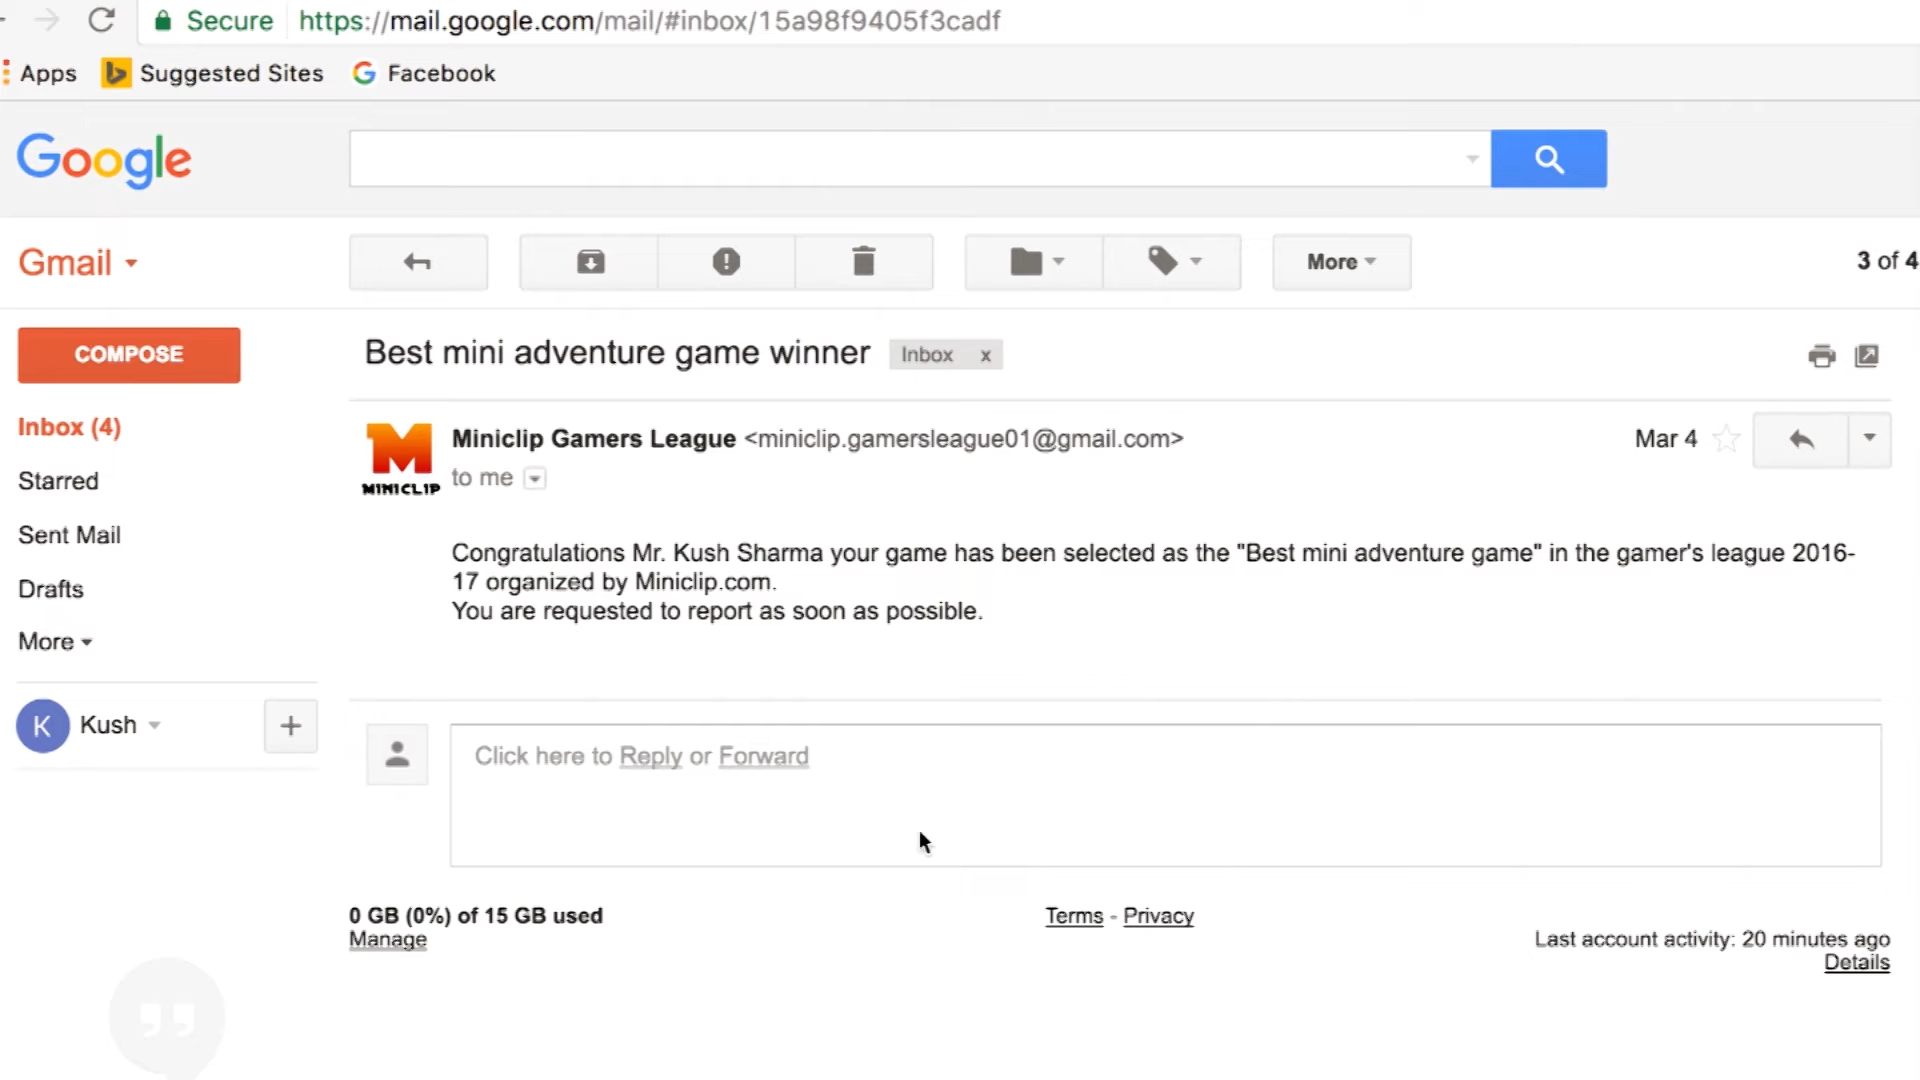 Secure https://mail.google.com/mail/#inbox/15a98f9405f3cadf
Apps Suggested Sites Facebook
Google
Gmail More 3 of 4
COMPOSE
Best mini adventure game winner Inbox x
Inbox (4)
Miniclip Gamers League <miniclip.gamersleague01@gmail.com> Mar 4
MINICLIP
to me
Starred
Sent Mail
Drafts
More
Congratulations Mr. Kush Sharma your game has been selected as the "Best mini adventure game" in the gamer's league 2016-
17 organized by Miniclip.com.
You are requested to report as soon as possible.
K Kush
Click here to Reply or Forward
0 GB (0%) of 15 GB used
Manage
Terms - Privacy
Last account activity: 20 minutes ago
Details